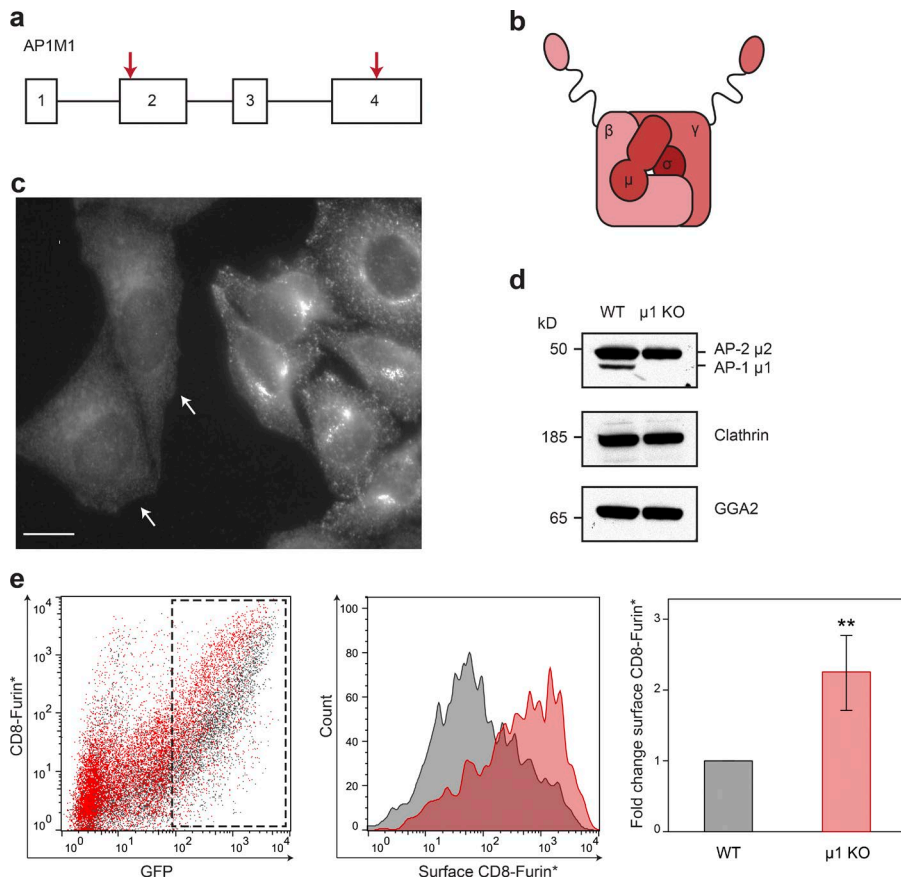 a
AP1M1
1 2 3 4
b
β γ
σ
μ
c
d
WT μ1 KO
kD
50
AP-2 μ2
AP-1 μ1
185
Clathrin
65
GGA2
e
CD8-Furin*
10⁴
10³
10²
10¹
10⁰
10⁰ 10¹ 10² 10³ 10⁴
GFP
Count
100
80
60
40
20
0
10⁰ 10¹ 10² 10³ 10⁴
Surface CD8-Furin*
Fold change surface CD8-Furin*
3
2
1
0
**
WT μ1 KO